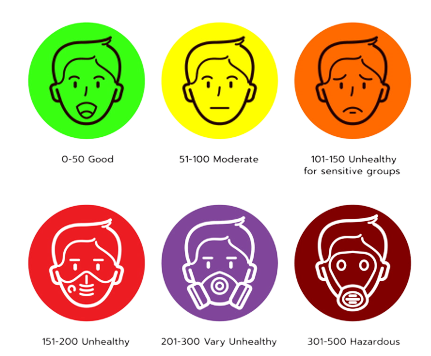 0-50 Good
51-100 Moderate
101-150 Unhealthy
for sensitive groups
151-200 Unhealthy
201-300 Vary Unhealthy
301-500 Hazardous